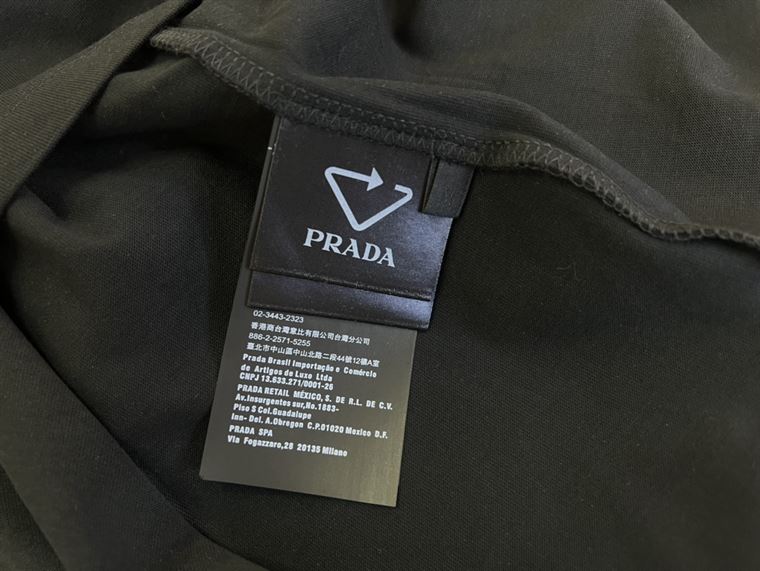 PRADA
02-3443-2323
香港商台灣意比有限公司台灣分公司
886-2-2571-5255
臺北市中山區中山北路二段44號12樓A室
Prada Brasil Importação e Comércio
de Artigos de Luxo Ltda
CNPJ 13.633.271/0001-26
PRADA RETAIL MÉXICO, S. DE R.L. DE C.V.
Av.Insurgentes sur,No.1883-
Piso S Col.Guadalupe
Inn- Del. A.Obregon C.P.01020 Mexico D.F.
PRADA SPA
Via Fogazzaro,28 20135 Milano